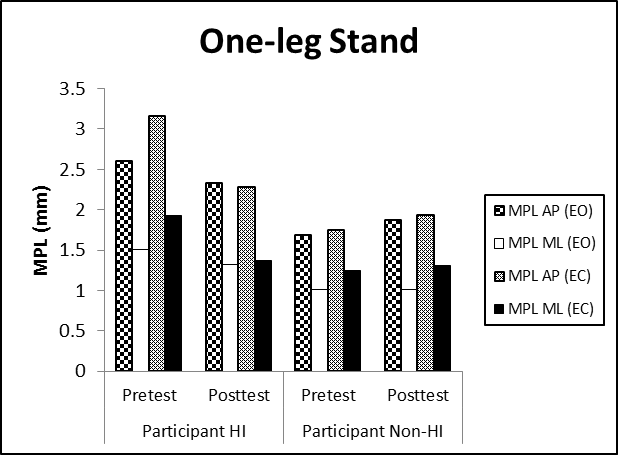 One-leg Stand
3.5
3
2.5
2
1.5
1
0.5
0
MPL (mm)
Pretest Posttest Pretest Posttest
Participant HI Participant Non-HI
MPL AP (EO)
MPL ML (EO)
MPL AP (EC)
MPL ML (EC)